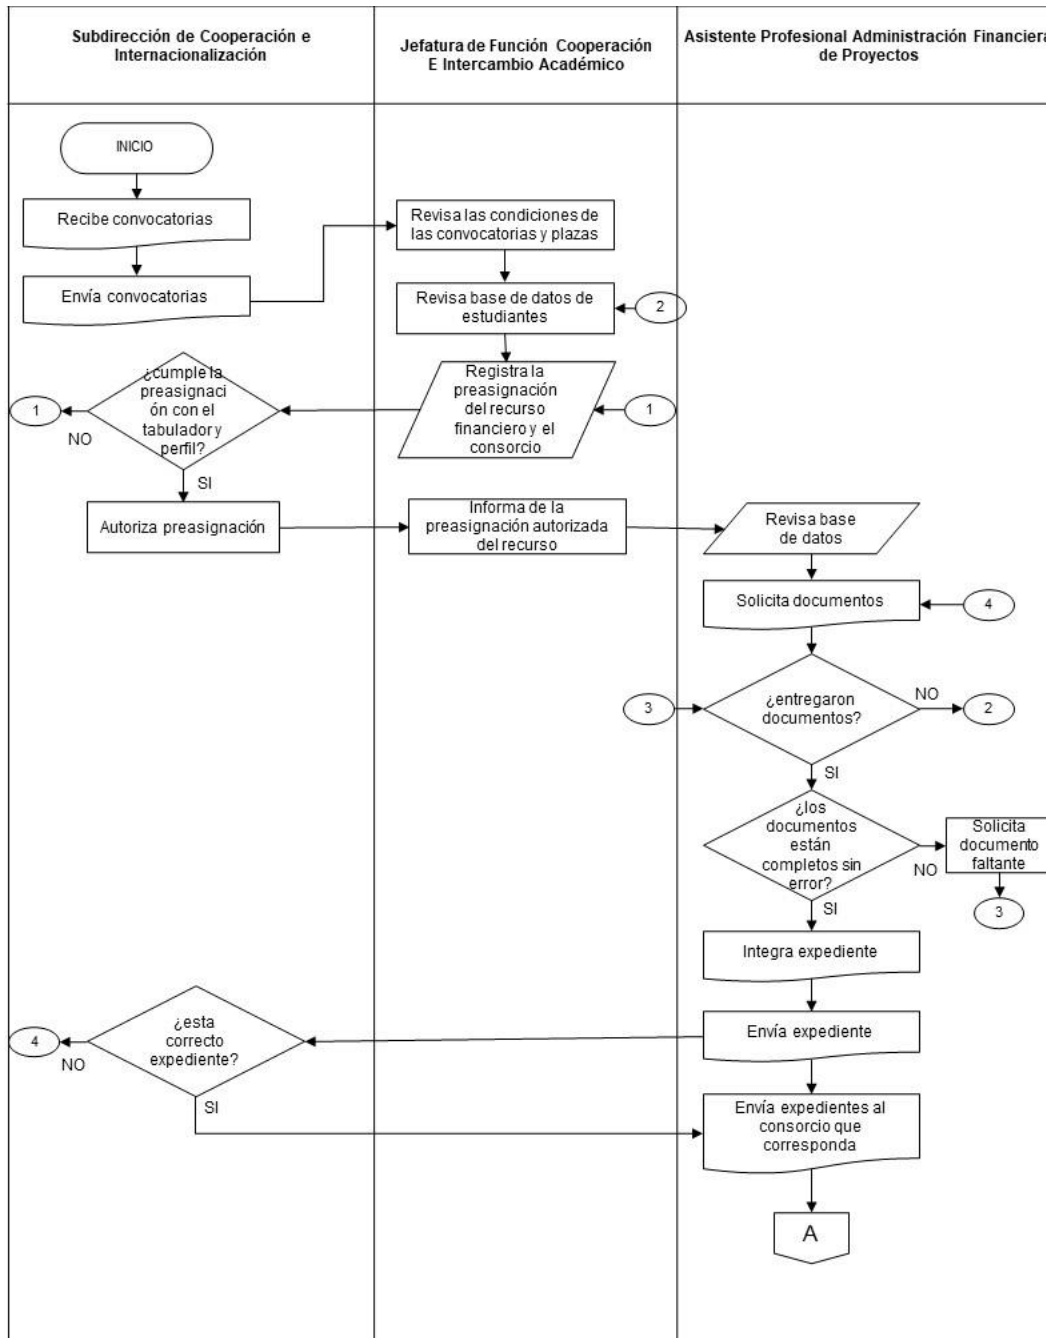 Subdirección de Cooperación e
Internacionalización
Jefatura de Función Cooperación
E Intercambio Académico
Asistente Profesional Administración Financiera
de Proyectos
INICIO
Recibe convocatorias
Envía convocatorias
Revisa las condiciones de
las convocatorias y plazas
Revisa base de datos de
estudiantes
2
¿cumple la
preasignaci
ón con el
tabulador y
perfil?
1
NO
SI
Registra la
preasignación
del recurso
financiero y el
consorcio
1
Autoriza preasignación
Informa de la
preasignación autorizada
del recurso
Revisa base
de datos
Solicita documentos
4
3
¿entregaron
documentos?
NO
2
SI
¿los
documentos
están
completos sin
error?
NO
Solicita
documento
faltante
3
SI
Integra expediente
Envía expediente
¿esta
correcto
expediente?
4
NO
SI
Envía expedientes al
consorcio que
corresponda
A